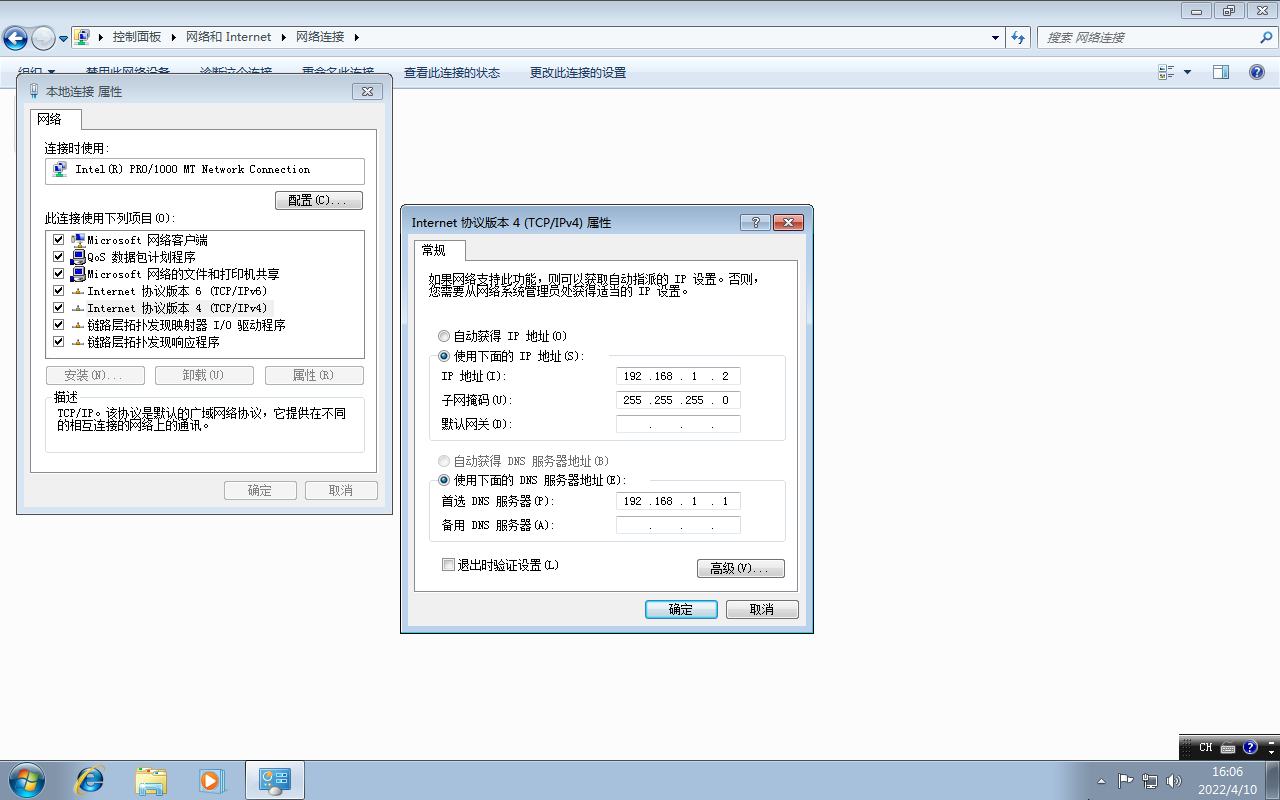 控制面板 网络和 Internet 网络连接
搜索 网络连接
组织 禁用此网络设备 诊断这个连接 重命名此连接 查看此连接的状态 更改此连接的设置
本地连接 属性
网络
连接时使用:
Intel(R) PRO/1000 MT Network Connection
配置(C)...
此连接使用下列项目(O):
Microsoft 网络客户端
QoS 数据包计划程序
Microsoft 网络的文件和打印机共享
Internet 协议版本 6 (TCP/IPv6)
Internet 协议版本 4 (TCP/IPv4)
链路层拓扑发现映射器 I/O 驱动程序
链路层拓扑发现响应程序
安装(N)... 卸载(U) 属性(R)
描述
TCP/IP。该协议是默认的广域网络协议，它提供在不同
的相互连接的网络上的通讯。
确定 取消
Internet 协议版本 4 (TCP/IPv4) 属性
常规
如果网络支持此功能，则可以获取自动指派的 IP 设置。否则，
您需要从网络系统管理员处获得适当的 IP 设置。
自动获得 IP 地址(O)
使用下面的 IP 地址(S):
IP 地址(I): 192 .168 . 1 . 2
子网掩码(U): 255 .255 .255 . 0
默认网关(D): . . .
自动获得 DNS 服务器地址(B)
使用下面的 DNS 服务器地址(E):
首选 DNS 服务器(P): 192 .168 . 1 . 1
备用 DNS 服务器(A): . . .
退出时验证设置(L)
高级(V)...
确定 取消
CH
16:06
2022/4/10